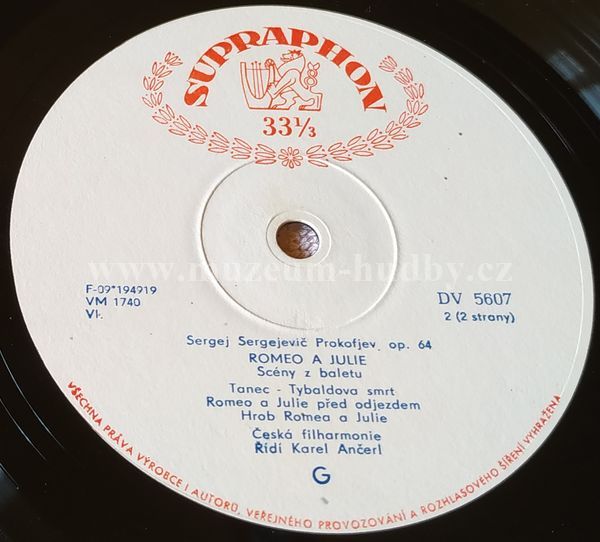 SUPRAPHON
33⅓
www.muzeum-hudby.cz
F-09*194919
VM 1740
VI.
DV 5607
2 (2 strany)
Sergej Sergejevič Prokofjev, op. 64
ROMEO A JULIE
Scény z baletu
Tanec - Tybaldova smrt
Romeo a Julie před odjezdem
Hrob Romea a Julie
Česká filharmonie
Řídí Karel Ančerl
G
VŠECHNA PRÁVA VÝROBCE I AUTORŮ, VEŘEJNÉHO PROVOZOVÁNÍ A ROZHLASOVÉHO ŠÍŘENÍ VYHRAŽENA